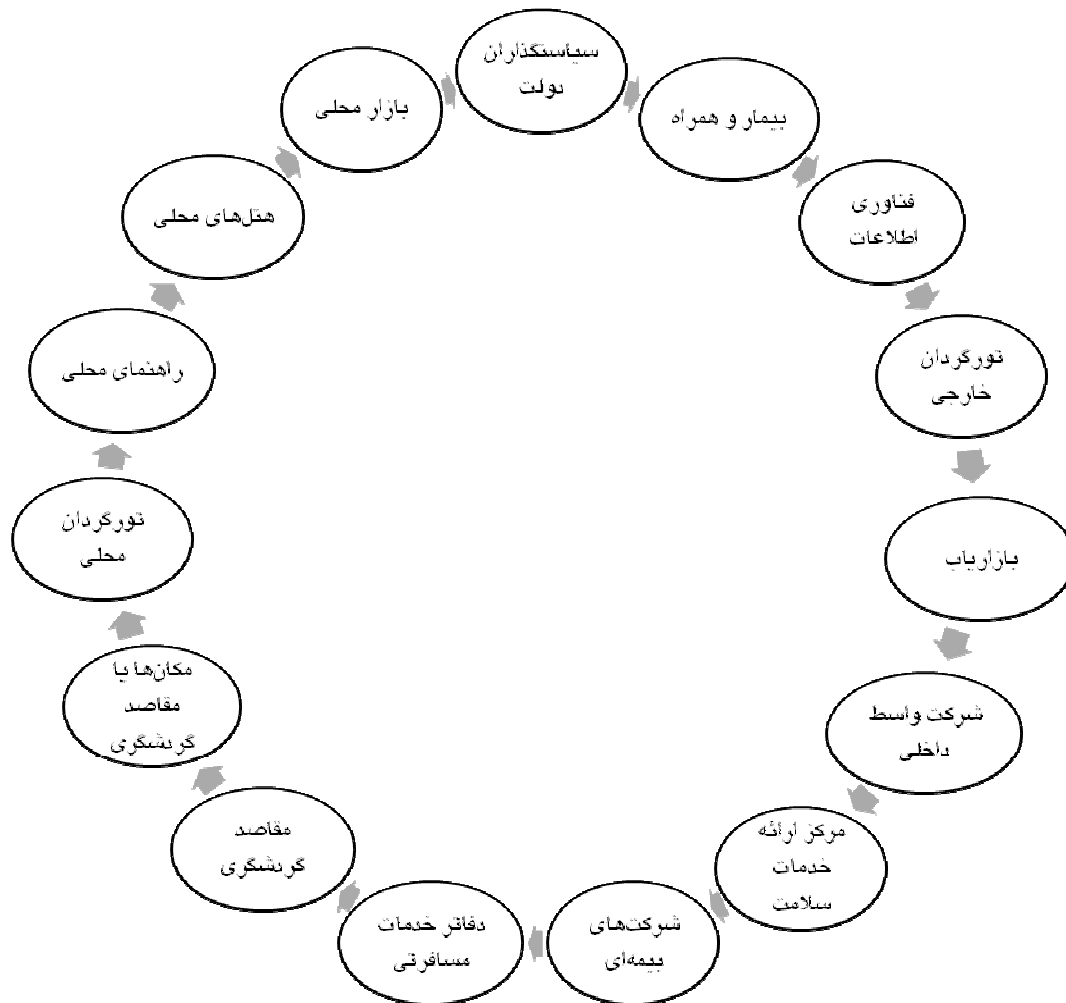 سیاستگذاران
دولت
بیمار و همراه
فناوری
اطلاعات
تورگردان
خارجی
بازاریاب
شرکت واسط
داخلی
مرکز ارائه
خدمات
سلامت
شرکت‌های
بیمه‌ای
دفاتر خدمات
مسافرتی
مقاصد
گردشگری
مکان‌ها یا
مقاصد
گردشگری
تورگردان
محلی
راهنمای محلی
هتل‌های محلی
بازار محلی